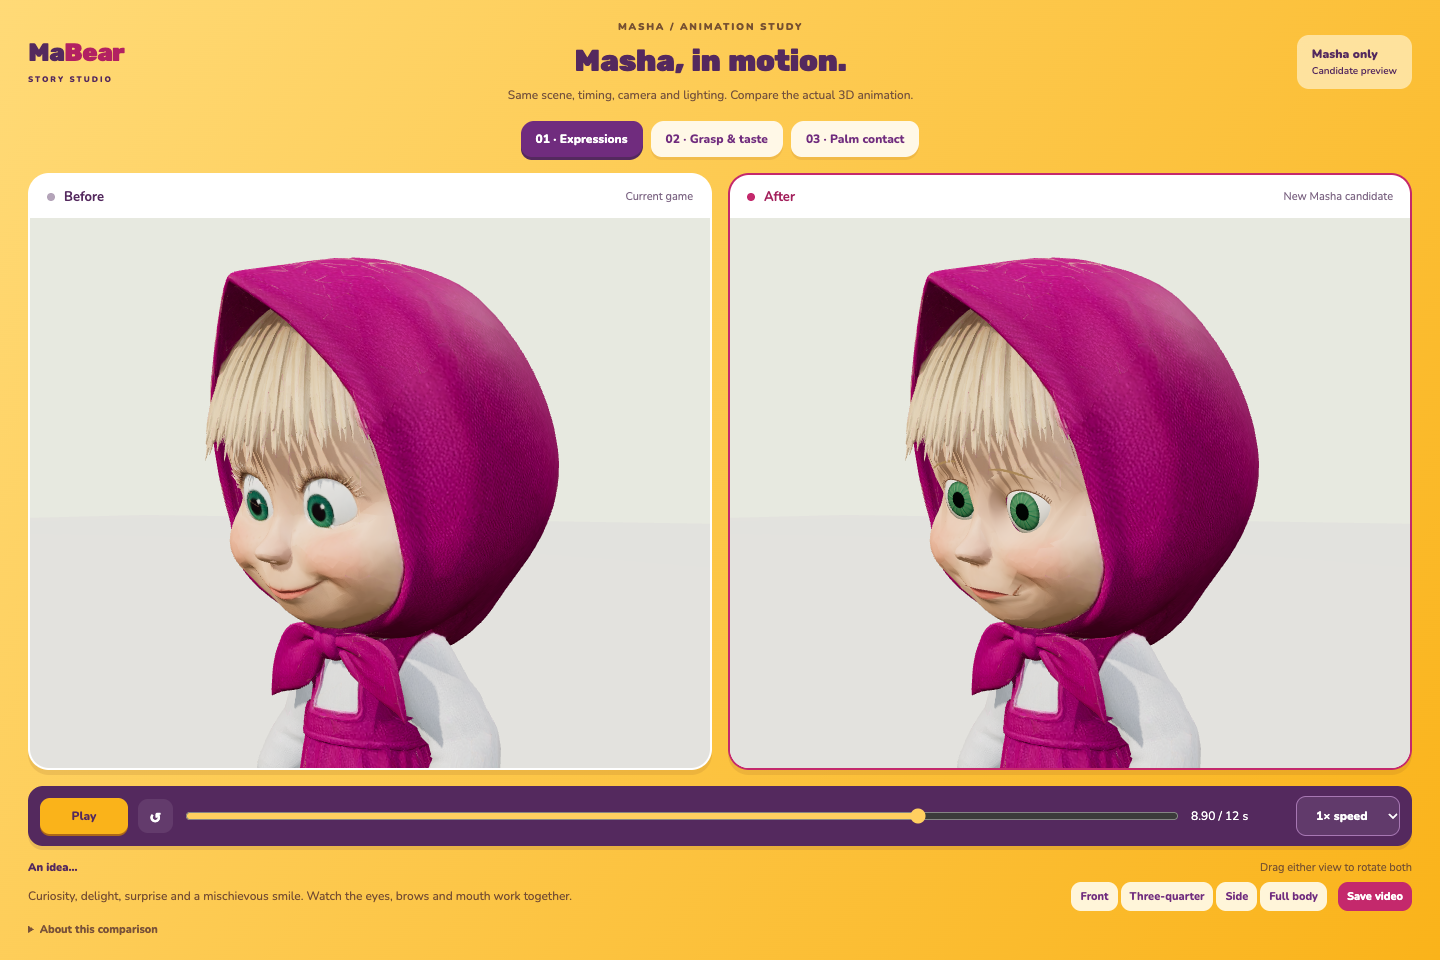 MASHA / ANIMATION STUDY
MaBear
STORY STUDIO
Masha, in motion.
Same scene, timing, camera and lighting. Compare the actual 3D animation.
Masha only
Candidate preview
01 · Expressions
02 · Grasp & taste
03 · Palm contact
Before
Current game
After
New Masha candidate
Play
↺
8.90 / 12 s
1× speed
An idea...
Drag either view to rotate both
Curiosity, delight, surprise and a mischievous smile. Watch the eyes, brows and mouth work together.
Front
Three-quarter
Side
Full body
Save video
About this comparison